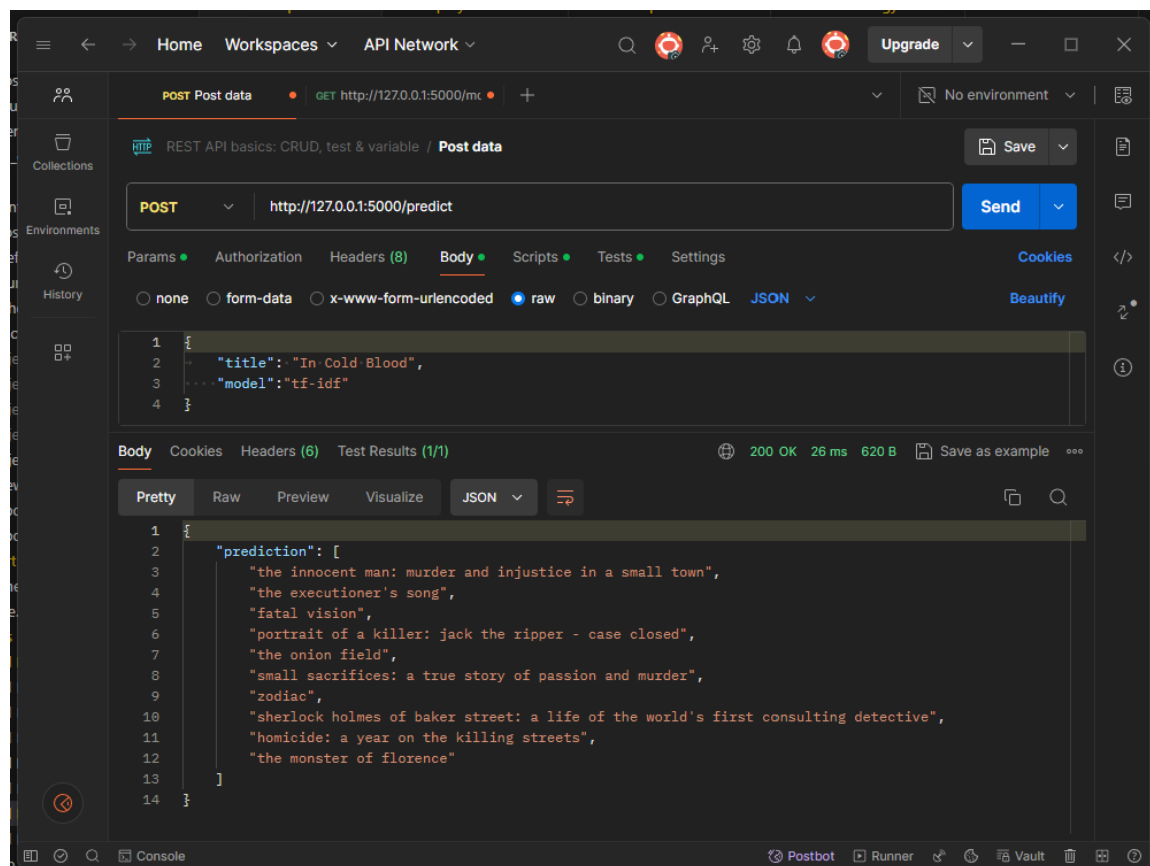 Home Workspaces API Network Upgrade
POST Post data GET http://127.0.0.1:5000/mc No environment
HTTP REST API basics: CRUD, test & variable / Post data Save
Collections
POST http://127.0.0.1:5000/predict Send
Environments
Params Authorization Headers (8) Body Scripts Tests Settings Cookies
History
none form-data x-www-form-urlencoded raw binary GraphQL JSON Beautify
1 {
2 "title": "In Cold Blood",
3 "model":"tf-idf"
4 }
Body Cookies Headers (6) Test Results (1/1) 200 OK 26 ms 620 B Save as example
Pretty Raw Preview Visualize JSON
1 {
2 "prediction": [
3 "the innocent man: murder and injustice in a small town",
4 "the executioner's song",
5 "fatal vision",
6 "portrait of a killer: jack the ripper - case closed",
7 "the onion field",
8 "small sacrifices: a true story of passion and murder",
9 "zodiac",
10 "sherlock holmes of baker street: a life of the world's first consulting detective",
11 "homicide: a year on the killing streets",
12 "the monster of florence"
13 ]
14 }
Console Postbot Runner Vault